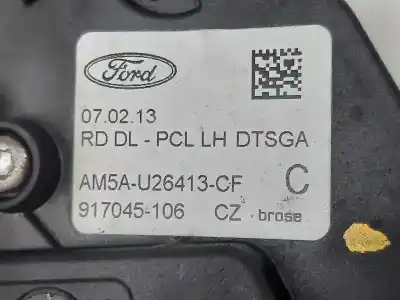 Ford
07.02.13
RD DL - PCL LH DTSGA
AM5A-U26413-CF C
917045-106 CZ brose